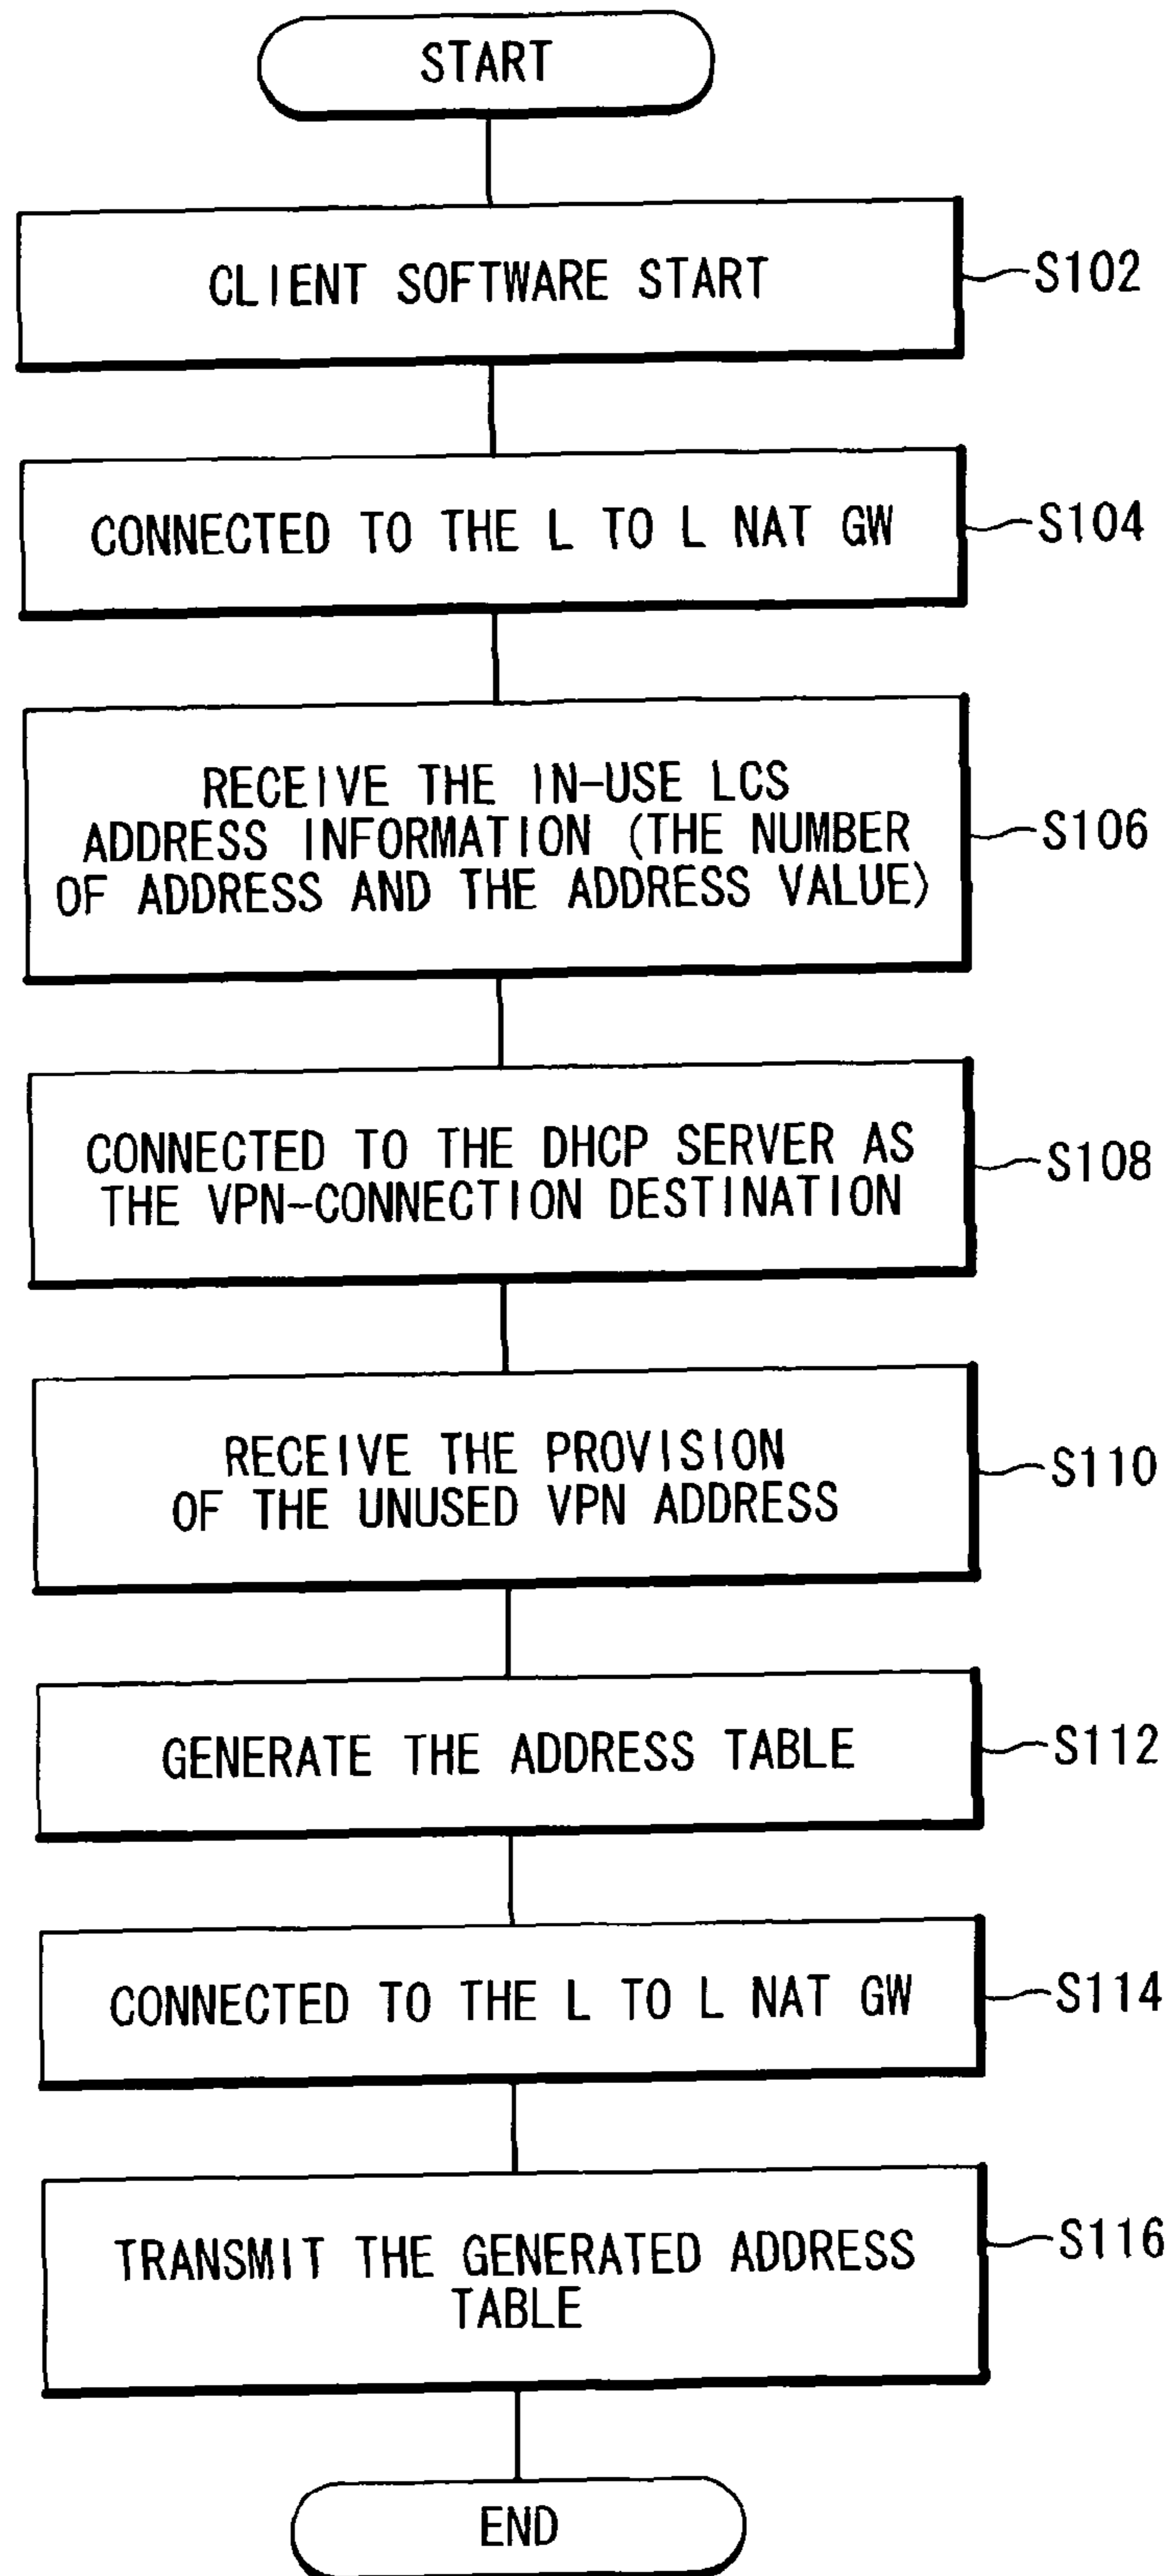 START
CLIENT SOFTWARE START
S102
CONNECTED TO THE L TO L NAT GW
S104
RECEIVE THE IN-USE LCS
ADDRESS INFORMATION (THE NUMBER
OF ADDRESS AND THE ADDRESS VALUE)
S106
CONNECTED TO THE DHCP SERVER AS
THE VPN-CONNECTION DESTINATION
S108
RECEIVE THE PROVISION
OF THE UNUSED VPN ADDRESS
S110
GENERATE THE ADDRESS TABLE
S112
CONNECTED TO THE L TO L NAT GW
S114
TRANSMIT THE GENERATED ADDRESS
TABLE
S116
END